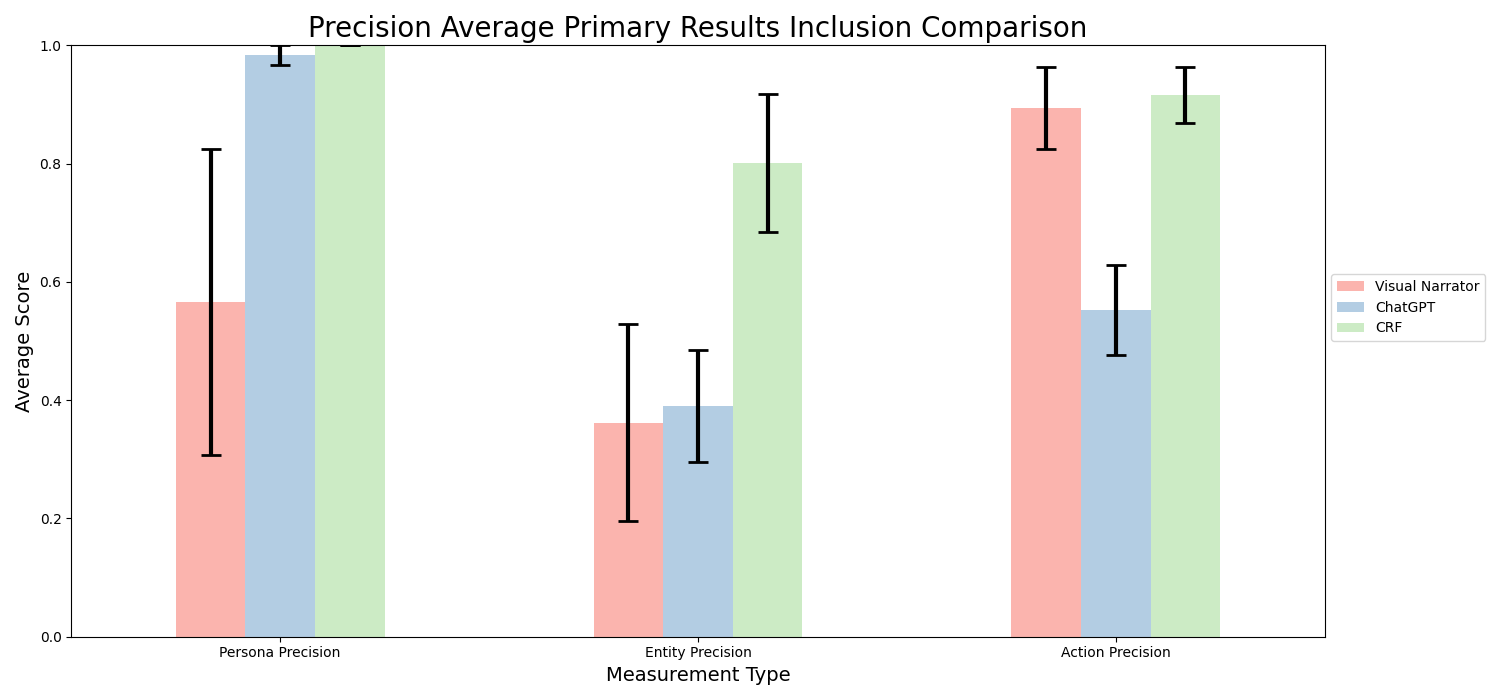 Precision Average Primary Results Inclusion Comparison
1.0
0.8
0.6
0.4
0.2
0.0
Average Score
Persona Precision
Entity Precision
Action Precision
Measurement Type
Visual Narrator
ChatGPT
CRF